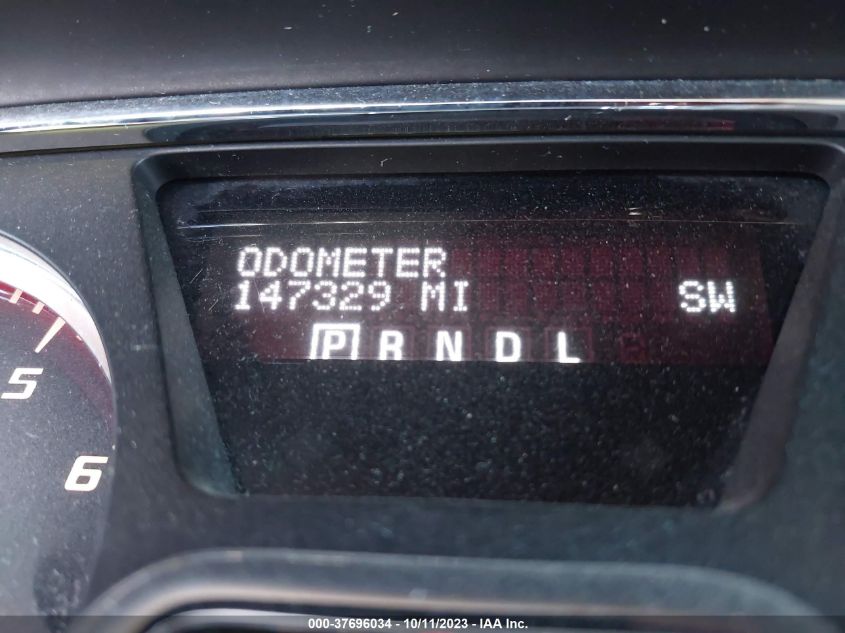 ODOMETER
147329 MI SW
P R N D L
5
6
000-37696034 - 10/11/2023 - IAA Inc.